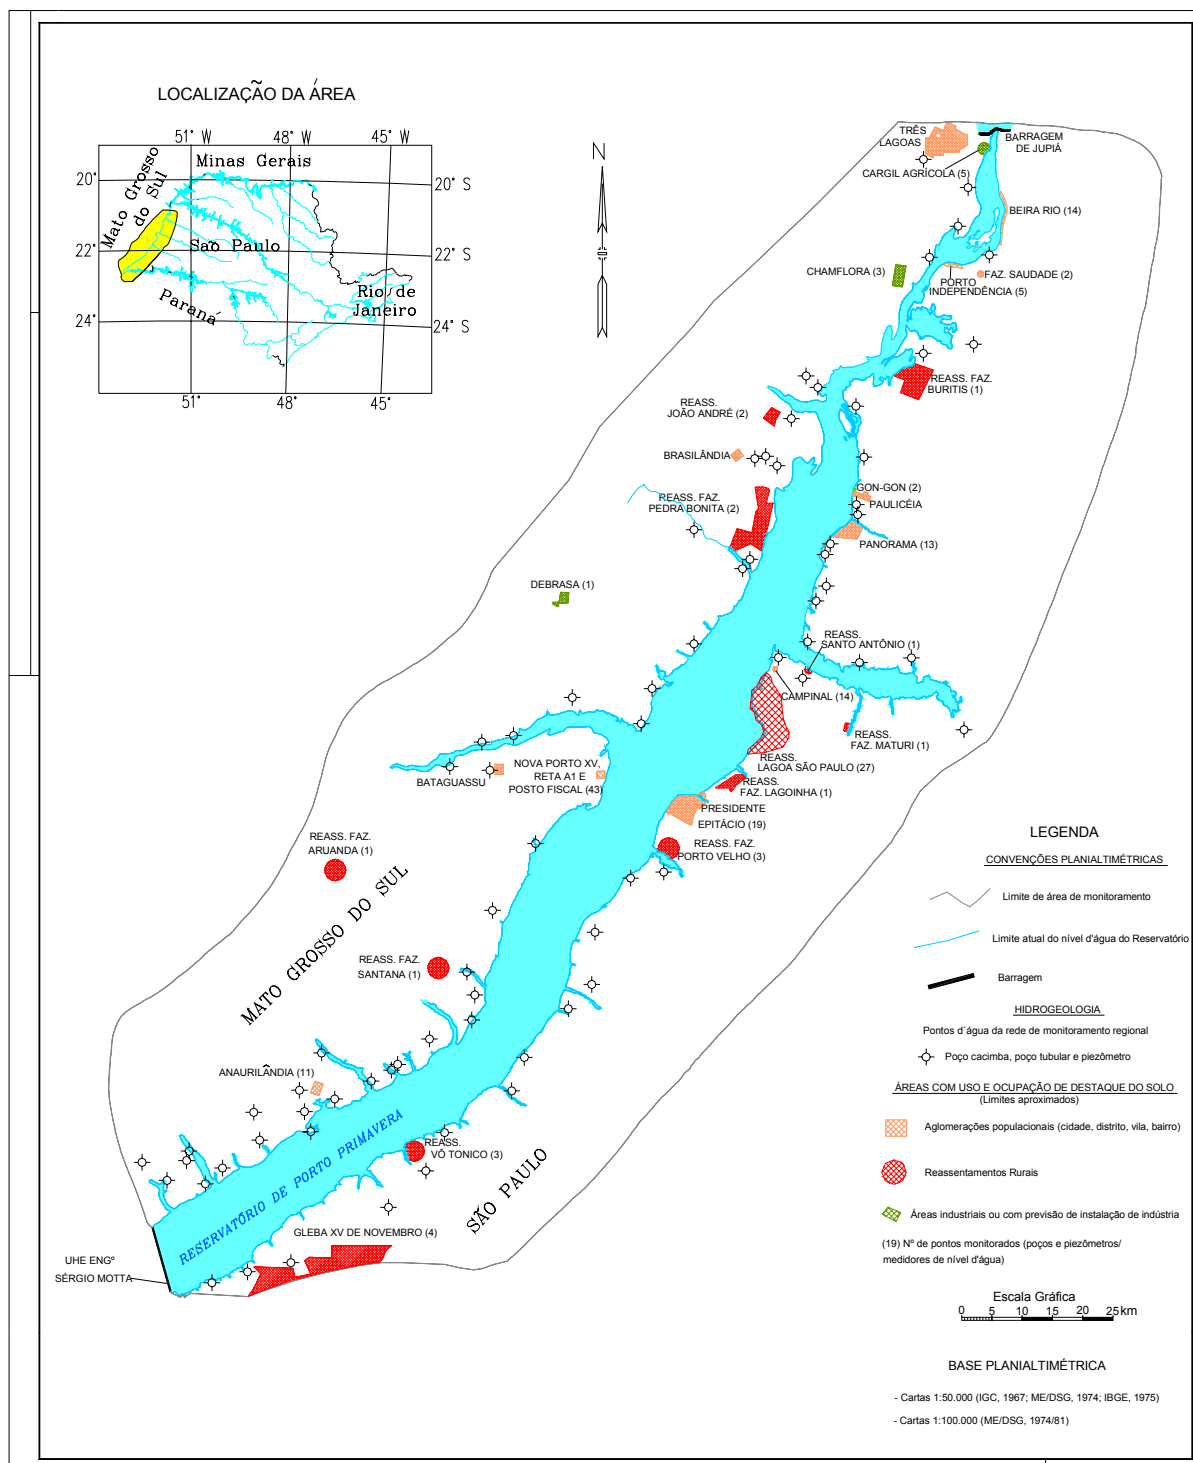 LOCALIZAÇÃO DA ÁREA
51° W
48° W
45° W
Minas Gerais
Mato Grosso
do Sul
20°
20° S
São Paulo
22°
22° S
Rio de
Janeiro
Paraná
24°
24° S
51°
48°
45°
N
TRÊS
LAGOAS
BARRAGEM
DE JUPIÁ
CARGIL AGRÍCOLA (5)
BEIRA RIO (14)
CHAMFLORA (3)
FAZ. SAUDADE (2)
PORTO
INDEPENDÊNCIA (5)
REASS. FAZ.
BURITIS (1)
REASS.
JOÃO ANDRÉ (2)
BRASILÂNDIA
REASS. FAZ.
PEDRA BONITA (2)
GON-GON (2)
PAULICÉIA
PANORAMA (13)
DEBRASA (1)
REASS.
SANTO ANTÔNIO (1)
CAMPINAL (14)
REASS.
FAZ. MATURI (1)
REASS.
LAGOA SÃO PAULO (27)
BATAGUASSU
NOVA PORTO XV,
RETA A1 E
POSTO FISCAL (43)
REASS.
FAZ. LAGOINHA (1)
PRESIDENTE
EPITÁCIO (19)
REASS. FAZ.
PORTO VELHO (3)
REASS. FAZ.
ARUANDA (1)
MATO GROSSO DO SUL
REASS. FAZ.
SANTANA (1)
ANAURILÂNDIA (11)
RESERVATÓRIO DE PORTO PRIMAVERA
REASS.
VÔ TONICO (3)
SÃO PAULO
GLEBA XV DE NOVEMBRO (4)
UHE ENGº
SÉRGIO MOTTA
LEGENDA
CONVENÇÕES PLANIALTIMÉTRICAS
Limite de área de monitoramento
Limite atual do nível d'água do Reservatório
Barragem
HIDROGEOLOGIA
Pontos d`água da rede de monitoramento regional
Poço cacimba, poço tubular e piezômetro
ÁREAS COM USO E OCUPAÇÃO DE DESTAQUE DO SOLO
(Limites aproximados)
Aglomerações populacionais (cidade, distrito, vila, bairro)
Reassentamentos Rurais
Áreas industriais ou com previsão de instalação de indústria
(19) Nº de pontos monitorados (poços e piezômetros/
medidores de nível d'água)
Escala Gráfica
0 5 10 15 20 25 km
BASE PLANIALTIMÉTRICA
- Cartas 1:50.000 (IGC, 1967; ME/DSG, 1974; IBGE, 1975)
- Cartas 1:100.000 (ME/DSG, 1974/81)